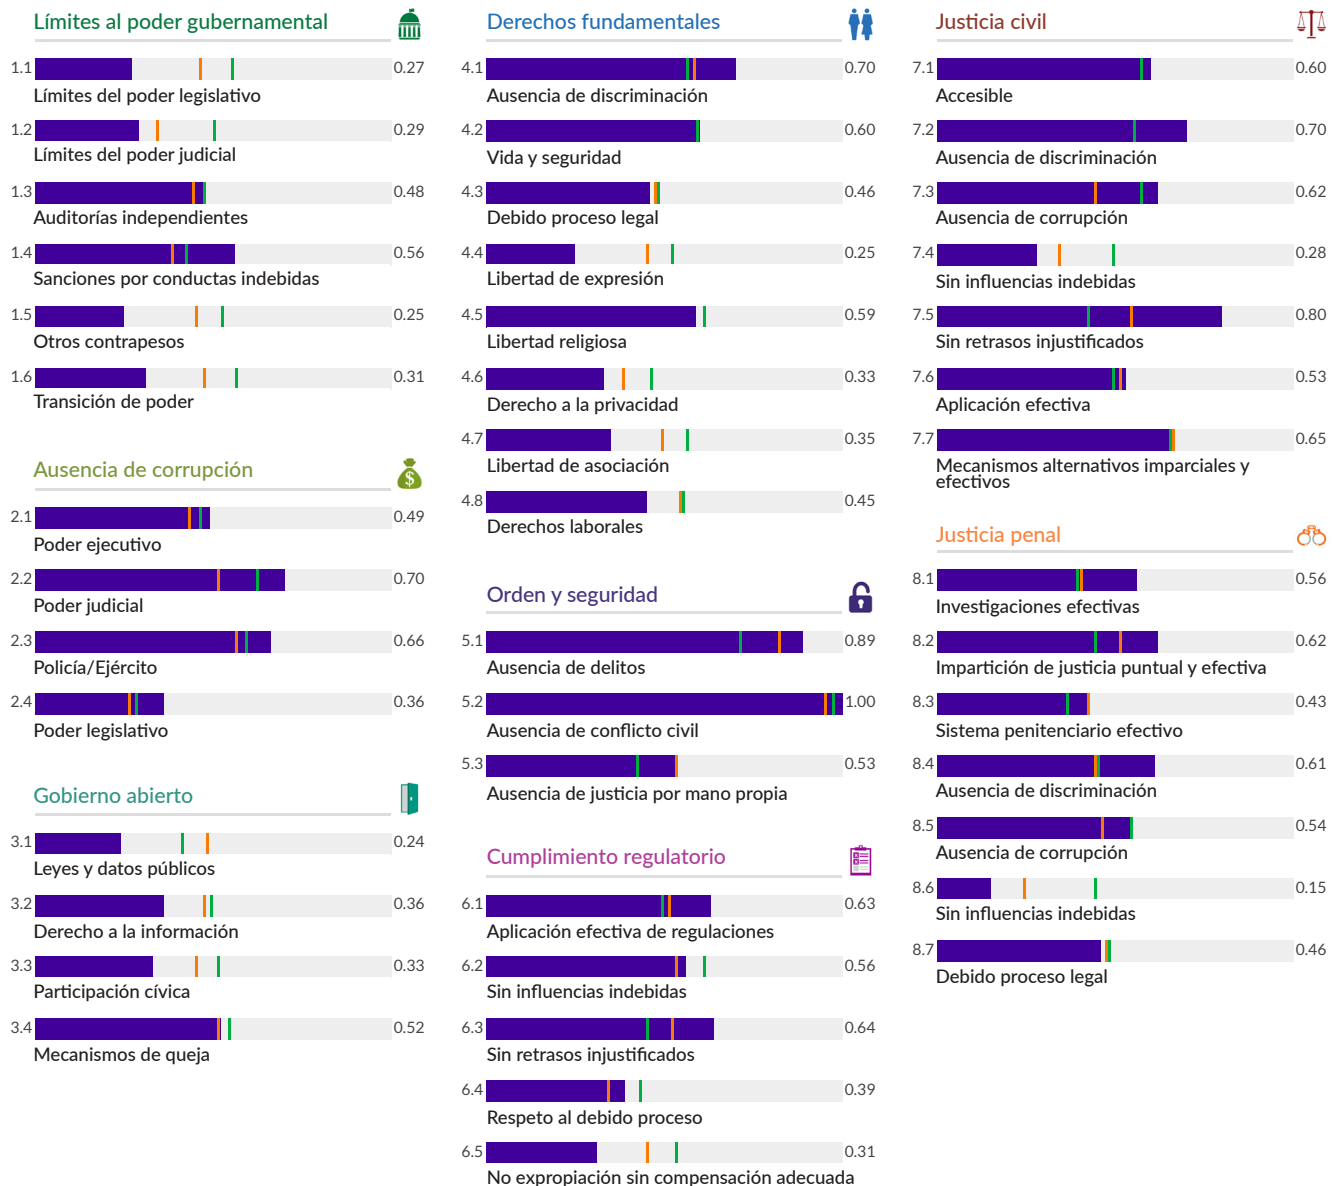 Límites al poder gubernamental
1.1 0.27
Límites del poder legislativo
1.2 0.29
Límites del poder judicial
1.3 0.48
Auditorías independientes
1.4 0.56
Sanciones por conductas indebidas
1.5 0.25
Otros contrapesos
1.6 0.31
Transición de poder
Ausencia de corrupción
$
2.1 0.49
Poder ejecutivo
2.2 0.70
Poder judicial
2.3 0.66
Policía/Ejército
2.4 0.36
Poder legislativo
Gobierno abierto
3.1 0.24
Leyes y datos públicos
3.2 0.36
Derecho a la información
3.3 0.33
Participación cívica
3.4 0.52
Mecanismos de queja
Derechos fundamentales
4.1 0.70
Ausencia de discriminación
4.2 0.60
Vida y seguridad
4.3 0.46
Debido proceso legal
4.4 0.25
Libertad de expresión
4.5 0.59
Libertad religiosa
4.6 0.33
Derecho a la privacidad
4.7 0.35
Libertad de asociación
4.8 0.45
Derechos laborales
Orden y seguridad
5.1 0.89
Ausencia de delitos
5.2 1.00
Ausencia de conflicto civil
5.3 0.53
Ausencia de justicia por mano propia
Cumplimiento regulatorio
6.1 0.63
Aplicación efectiva de regulaciones
6.2 0.56
Sin influencias indebidas
6.3 0.64
Sin retrasos injustificados
6.4 0.39
Respeto al debido proceso
6.5 0.31
No expropiación sin compensación adecuada
Justicia civil
7.1 0.60
Accesible
7.2 0.70
Ausencia de discriminación
7.3 0.62
Ausencia de corrupción
7.4 0.28
Sin influencias indebidas
7.5 0.80
Sin retrasos injustificados
7.6 0.53
Aplicación efectiva
7.7 0.65
Mecanismos alternativos imparciales y
efectivos
Justicia penal
8.1 0.56
Investigaciones efectivas
8.2 0.62
Impartición de justicia puntual y efectiva
8.3 0.43
Sistema penitenciario efectivo
8.4 0.61
Ausencia de discriminación
8.5 0.54
Ausencia de corrupción
8.6 0.15
Sin influencias indebidas
8.7 0.46
Debido proceso legal